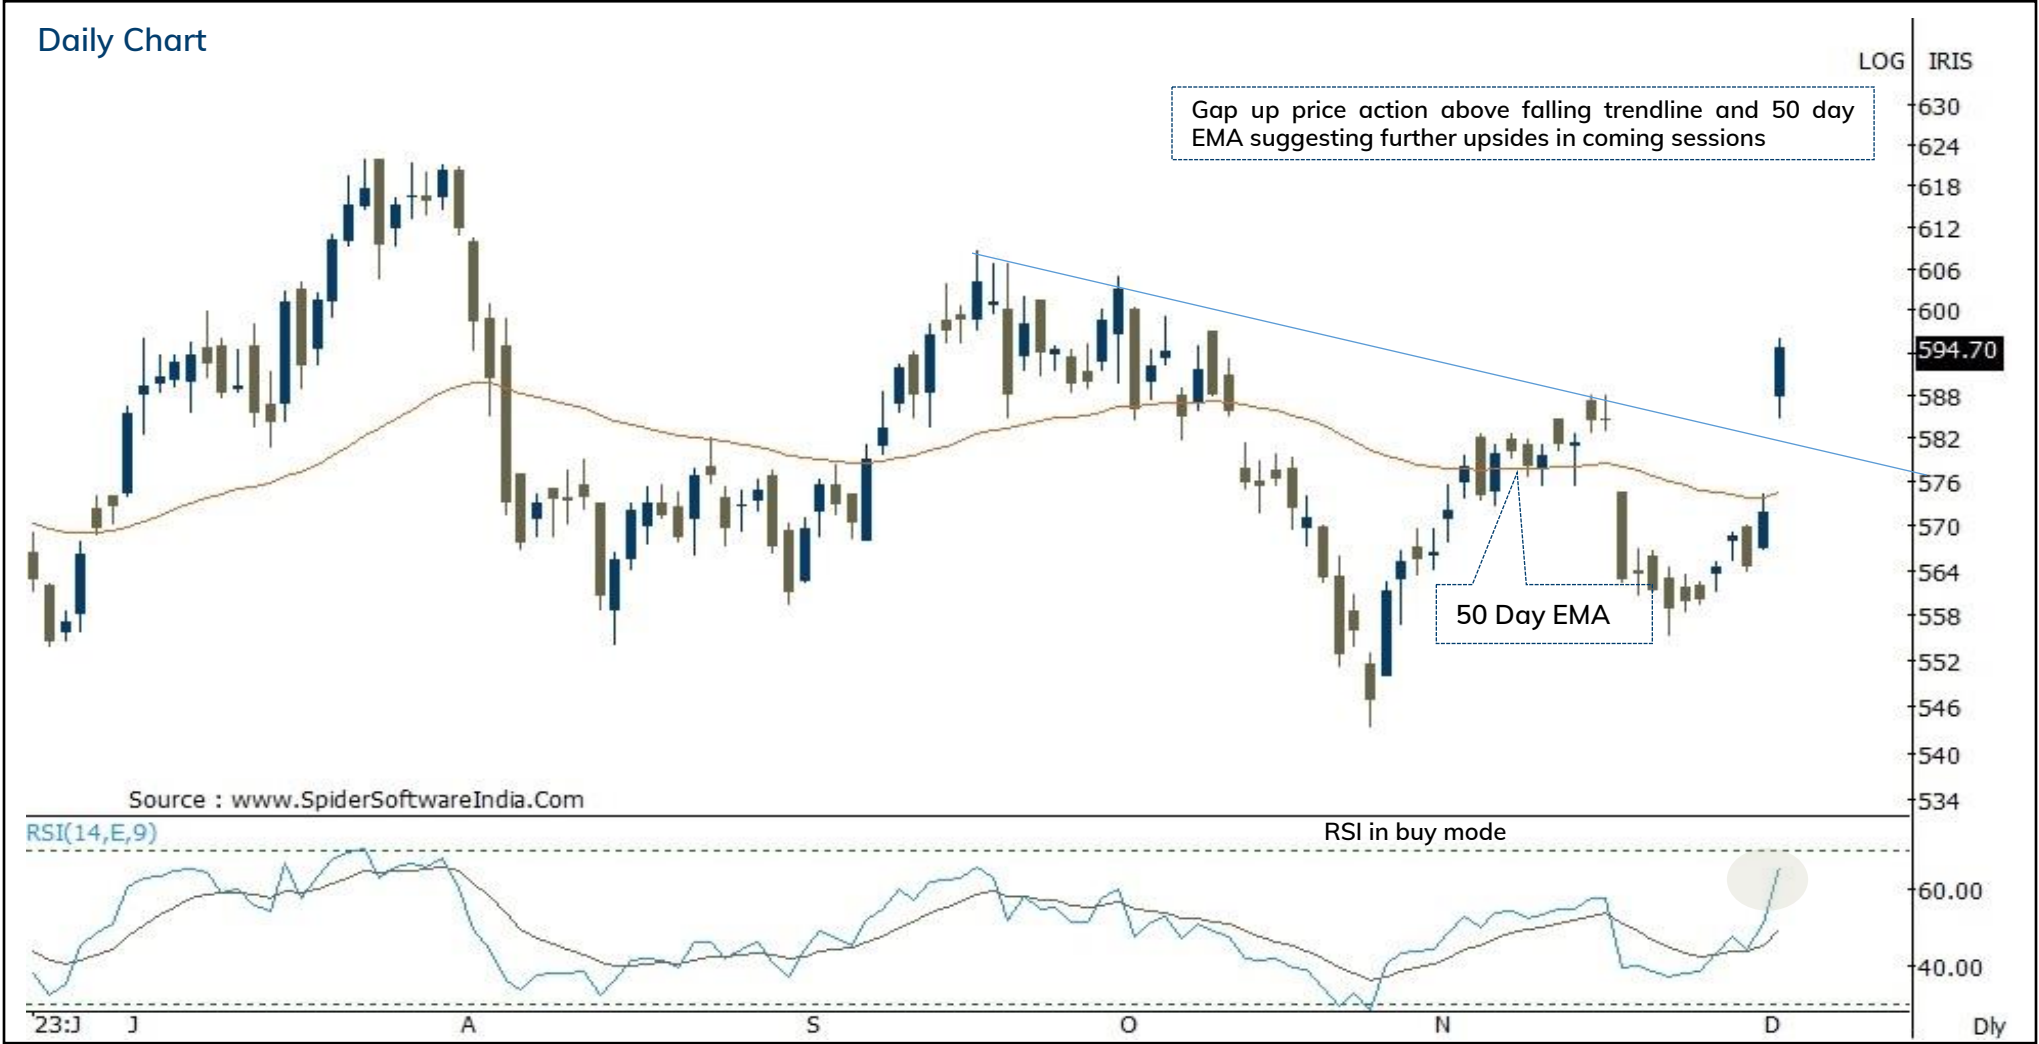 Daily Chart
LOG IRIS
Gap up price action above falling trendline and 50 day
EMA suggesting further upsides in coming sessions
630
624
618
612
606
600
594.70
588
582
576
570
564
558
552
546
540
534
50 Day EMA
Source : www.SpiderSoftwareIndia.Com
RSI(14,E,9)
RSI in buy mode
60.00
40.00
'23:J J A S O N D Dly